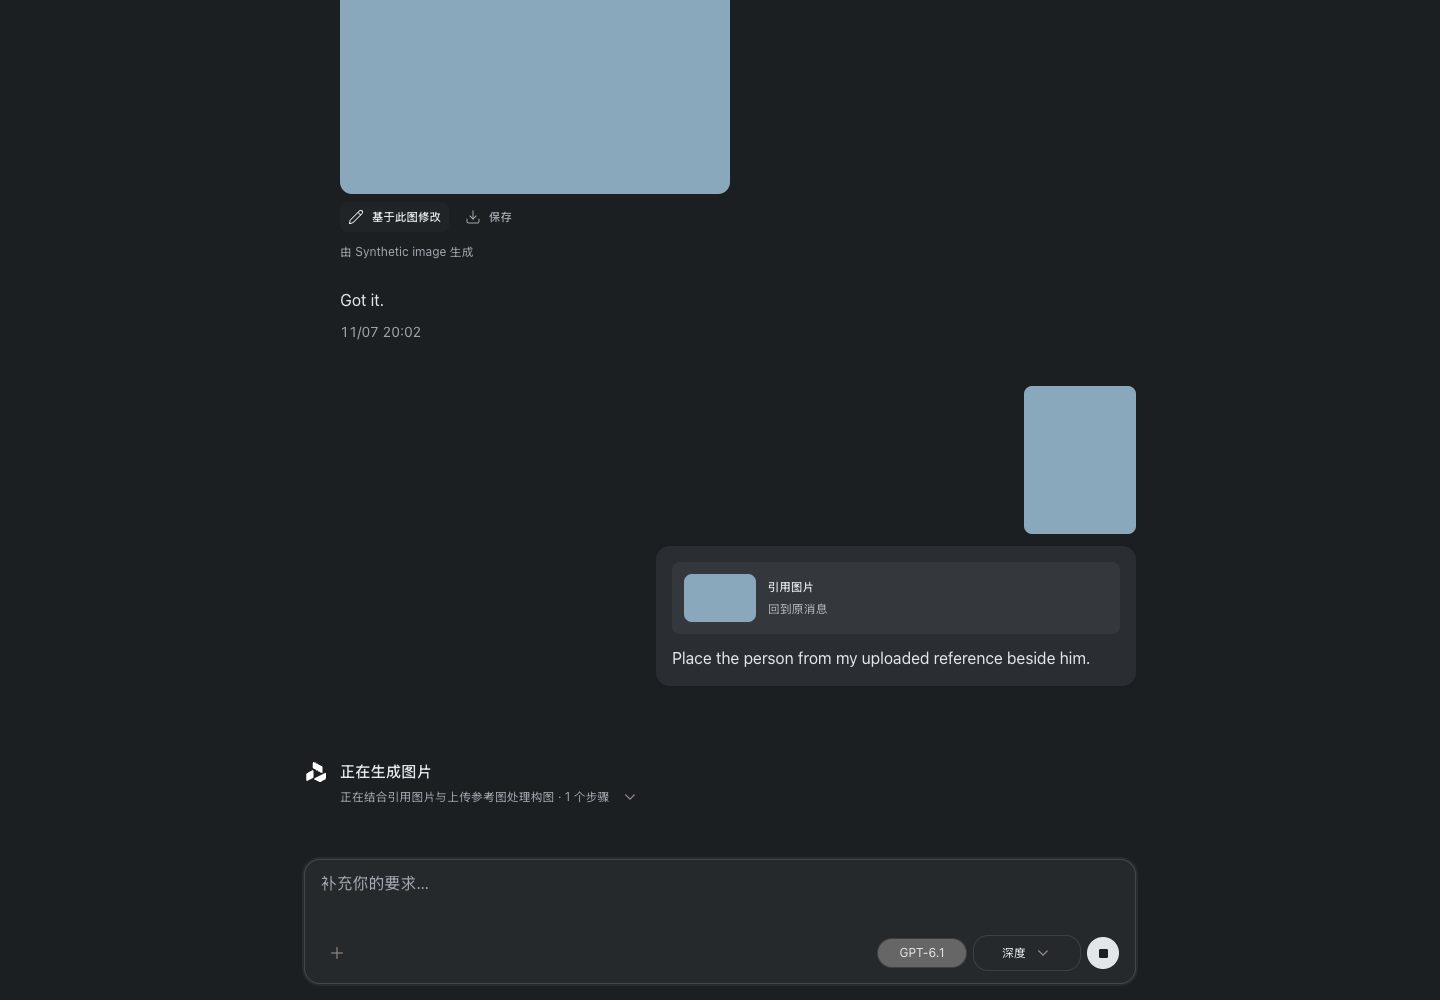 基于此图修改
保存
由 Synthetic image 生成
Got it.
11/07 20:02
引用图片
回到原消息
Place the person from my uploaded reference beside him.
正在生成图片
正在结合引用图片与上传参考图处理构图 · 1 个步骤
补充你的要求...
GPT-6.1
深度